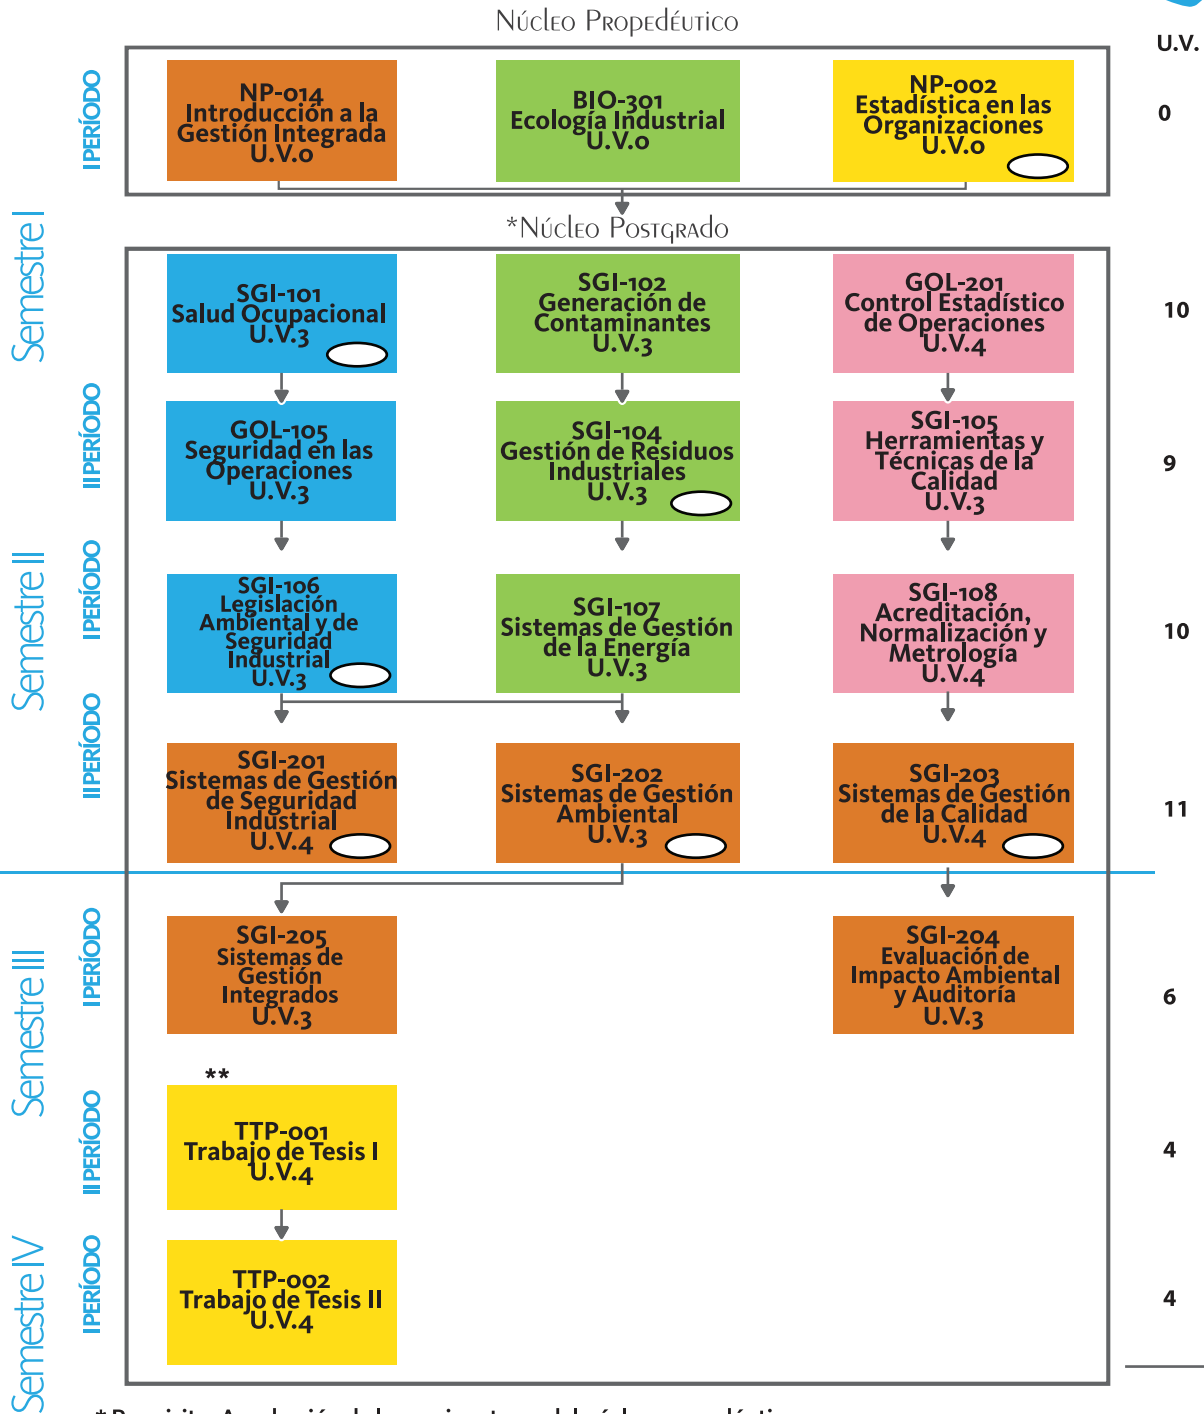 Núcleo Propedéutico
U.V.
I PERÍODO
NP-014
Introducción a la
Gestión Integrada
U.V.0
BIO-301
Ecología Industrial
U.V.0
NP-002
Estadística en las
Organizaciones
U.V.0
0
Semestre I
*Núcleo Postgrado
SGI-101
Salud Ocupacional
U.V.3
SGI-102
Generación de
Contaminantes
U.V.3
GOL-201
Control Estadístico
de Operaciones
U.V.4
10
II PERÍODO
GOL-105
Seguridad en las
Operaciones
U.V.3
SGI-104
Gestión de Residuos
Industriales
U.V.3
SGI-105
Herramientas y
Técnicas de la
Calidad
U.V.3
9
Semestre II
I PERÍODO
SGI-106
Legislación
Ambiental y de
Seguridad
Industrial
U.V.3
SGI-107
Sistemas de Gestión
de la Energía
U.V.3
SGI-108
Acreditación,
Normalización y
Metrología
U.V.4
10
II PERÍODO
SGI-201
Sistemas de Gestión
de Seguridad
Industrial
U.V.4
SGI-202
Sistemas de Gestión
Ambiental
U.V.3
SGI-203
Sistemas de Gestión
de la Calidad
U.V.4
11
Semestre III
I PERÍODO
SGI-205
Sistemas de
Gestión
Integrados
U.V.3
SGI-204
Evaluación de
Impacto Ambiental
y Auditoría
U.V.3
6
**
II PERÍODO
TTP-001
Trabajo de Tesis I
U.V.4
4
Semestre IV
I PERÍODO
TTP-002
Trabajo de Tesis II
U.V.4
4